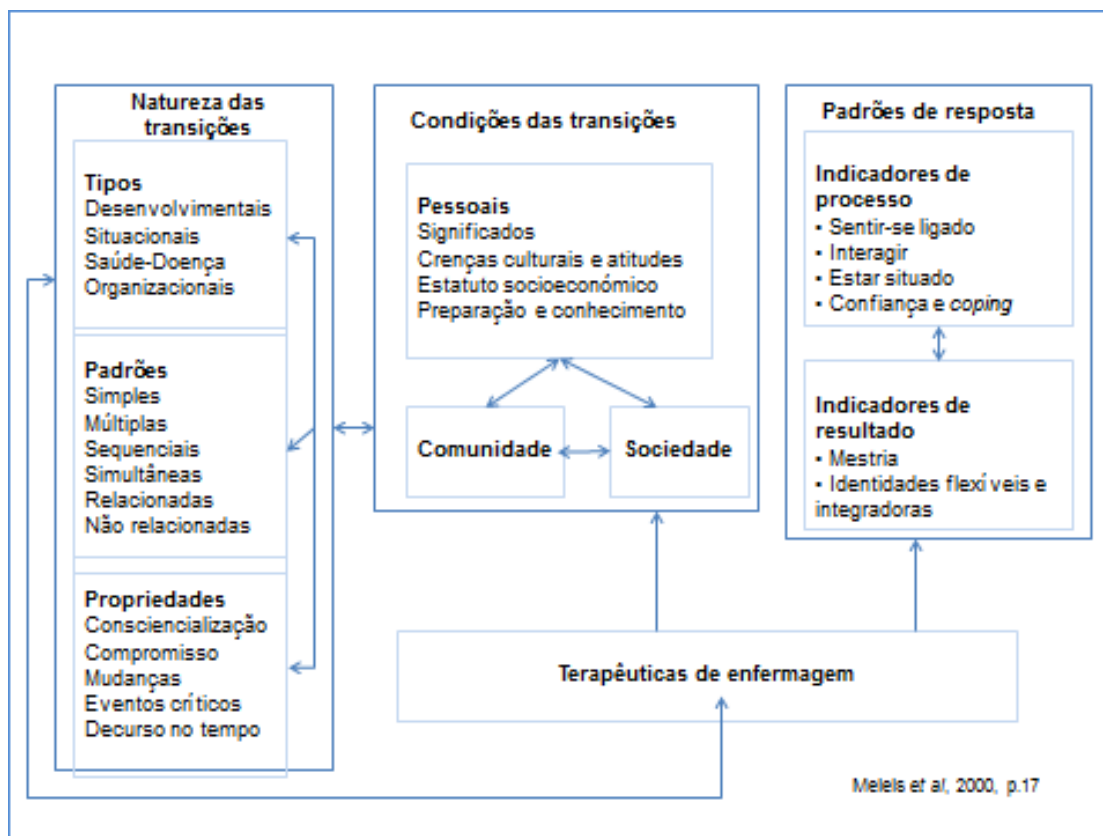 Natureza das
transições
Tipos
Desenvolvimentais
Situacionais
Saúde-Doença
Organizacionais
Padrões
Simples
Múltiplas
Sequenciais
Simultâneas
Relacionadas
Não relacionadas
Propriedades
Consciencialização
Compromisso
Mudanças
Eventos críticos
Decurso no tempo
Condições das transições
Pessoais
Significados
Crenças culturais e atitudes
Estatuto socioeconómico
Preparação e conhecimento
Comunidade
Sociedade
Padrões de resposta
Indicadores de
processo
▪ Sentir-se ligado
▪ Interagir
▪ Estar situado
▪ Confiança e coping
Indicadores de
resultado
▪ Mestria
▪ Identidades flexíveis e
integradoras
Terapêuticas de enfermagem
Meleis et al, 2000, p.17